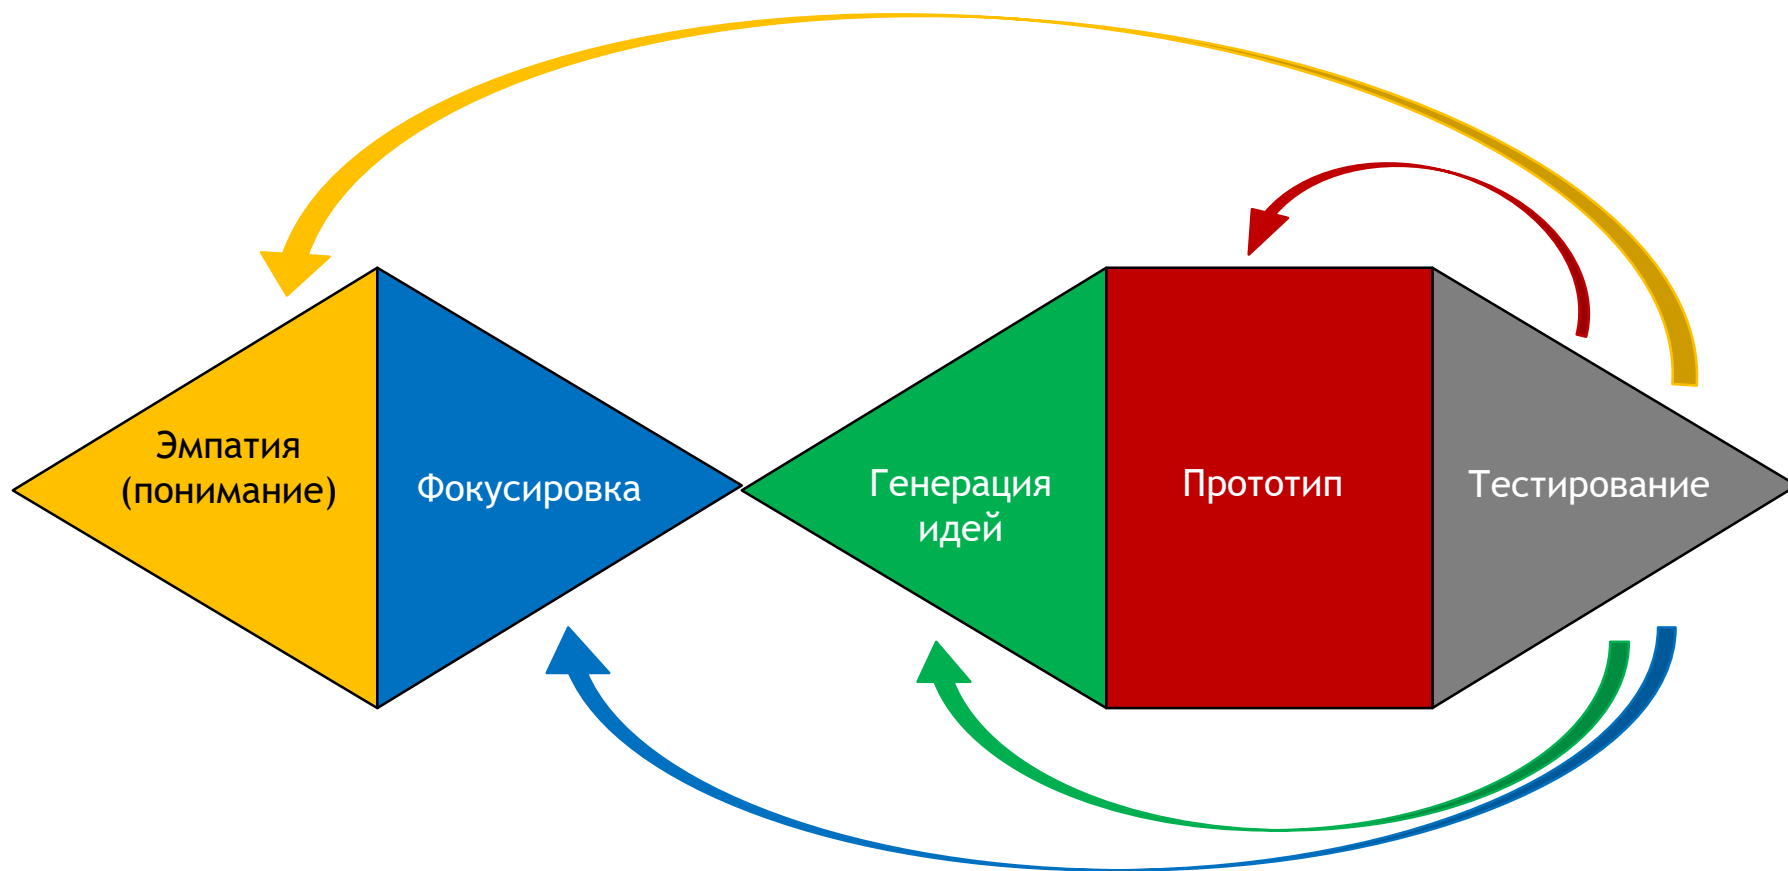 Эмпатия
(понимание)
Фокусировка
Генерация
идей
Прототип
Тестирование